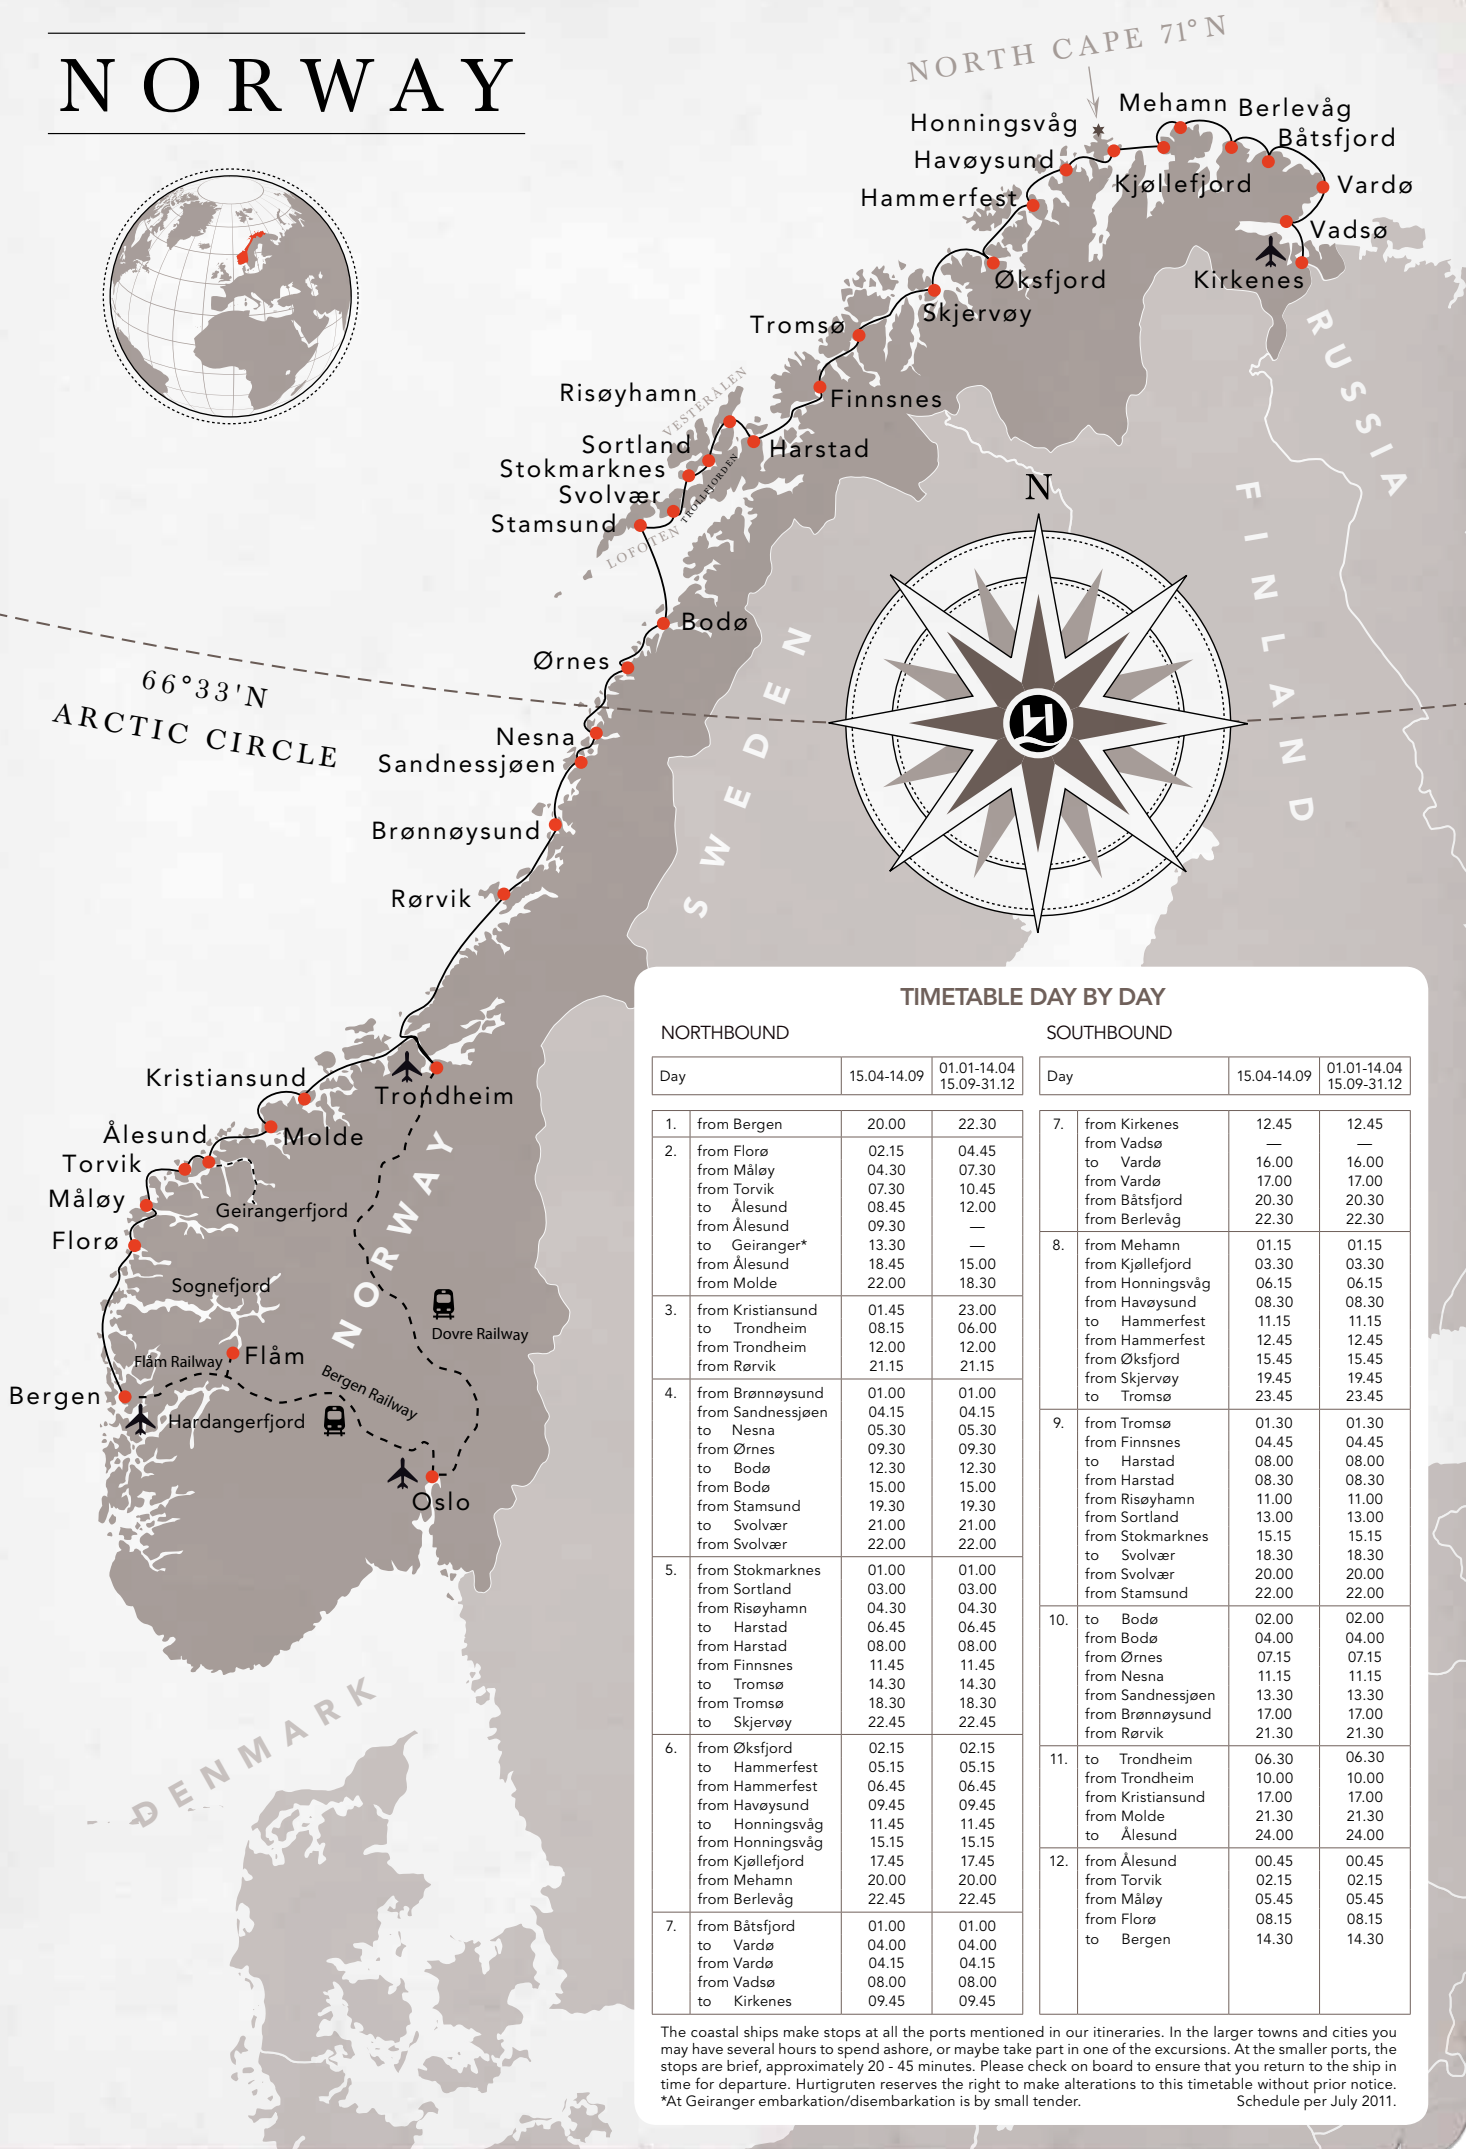 NORWAY
NORTH CAPE 71° N
Mehamn
Berlevåg
Honningsvåg
Båtsfjord
Havøysund
Kjøllefjord
Vardø
Hammerfest
Vadsø
Øksfjord
Kirkenes
Skjervøy
Tromsø
RUSSIA
Risøyhamn
VESTERÅLEN
Finnsnes
Sortland
Harstad
Stokmarknes
TROLLFJORDEN
Svolvær
Stamsund
LOFOTEN
N
FINLAND
Bodø
SWEDEN
Ørnes
66°33'N
ARCTIC CIRCLE
Nesna
Sandnessjøen
Brønnøysund
Rørvik
Kristiansund
Trondheim
Ålesund
Molde
Torvik
Måløy
Geirangerfjord
Florø
NORWAY
Sognefjord
Dovre Railway
Flåm Railway
Flåm
Bergen Railway
Bergen
Hardangerfjord
Oslo
DENMARK
TIMETABLE DAY BY DAY
NORTHBOUND
Day 15.04-14.09 01.01-14.04 15.09-31.12
1. from Bergen 20.00 22.30
2. from Florø 02.15 04.45
from Måløy 04.30 07.30
from Torvik 07.30 10.45
to Ålesund 08.45 12.00
from Ålesund 09.30 —
to Geiranger* 13.30 —
from Ålesund 18.45 15.00
from Molde 22.00 18.30
3. from Kristiansund 01.45 23.00
to Trondheim 08.15 06.00
from Trondheim 12.00 12.00
from Rørvik 21.15 21.15
4. from Brønnøysund 01.00 01.00
from Sandnessjøen 04.15 04.15
to Nesna 05.30 05.30
from Ørnes 09.30 09.30
to Bodø 12.30 12.30
from Bodø 15.00 15.00
from Stamsund 19.30 19.30
to Svolvær 21.00 21.00
from Svolvær 22.00 22.00
5. from Stokmarknes 01.00 01.00
from Sortland 03.00 03.00
from Risøyhamn 04.30 04.30
to Harstad 06.45 06.45
from Harstad 08.00 08.00
from Finnsnes 11.45 11.45
to Tromsø 14.30 14.30
from Tromsø 18.30 18.30
to Skjervøy 22.45 22.45
6. from Øksfjord 02.15 02.15
to Hammerfest 05.15 05.15
from Hammerfest 06.45 06.45
from Havøysund 09.45 09.45
to Honningsvåg 11.45 11.45
from Honningsvåg 15.15 15.15
from Kjøllefjord 17.45 17.45
from Mehamn 20.00 20.00
from Berlevåg 22.45 22.45
7. from Båtsfjord 01.00 01.00
to Vardø 04.00 04.00
from Vardø 04.15 04.15
from Vadsø 08.00 08.00
to Kirkenes 09.45 09.45
SOUTHBOUND
Day 15.04-14.09 01.01-14.04 15.09-31.12
7. from Kirkenes 12.45 12.45
from Vadsø — —
to Vardø 16.00 16.00
from Vardø 17.00 17.00
from Båtsfjord 20.30 20.30
from Berlevåg 22.30 22.30
8. from Mehamn 01.15 01.15
from Kjøllefjord 03.30 03.30
from Honningsvåg 06.15 06.15
from Havøysund 08.30 08.30
to Hammerfest 11.15 11.15
from Hammerfest 12.45 12.45
from Øksfjord 15.45 15.45
from Skjervøy 19.45 19.45
to Tromsø 23.45 23.45
9. from Tromsø 01.30 01.30
from Finnsnes 04.45 04.45
to Harstad 08.00 08.00
from Harstad 08.30 08.30
from Risøyhamn 11.00 11.00
from Sortland 13.00 13.00
from Stokmarknes 15.15 15.15
to Svolvær 18.30 18.30
from Svolvær 20.00 20.00
from Stamsund 22.00 22.00
10. to Bodø 02.00 02.00
from Bodø 04.00 04.00
from Ørnes 07.15 07.15
from Nesna 11.15 11.15
from Sandnessjøen 13.30 13.30
from Brønnøysund 17.00 17.00
from Rørvik 21.30 21.30
11. to Trondheim 06.30 06.30
from Trondheim 10.00 10.00
from Kristiansund 17.00 17.00
from Molde 21.30 21.30
to Ålesund 24.00 24.00
12. from Ålesund 00.45 00.45
from Torvik 02.15 02.15
from Måløy 05.45 05.45
from Florø 08.15 08.15
to Bergen 14.30 14.30
The coastal ships make stops at all the ports mentioned in our itineraries. In the larger towns and cities you
may have several hours to spend ashore, or maybe take part in one of the excursions. At the smaller ports, the
stops are brief, approximately 20 - 45 minutes. Please check on board to ensure that you return to the ship in
time for departure. Hurtigruten reserves the right to make alterations to this timetable without prior notice.
*At Geiranger embarkation/disembarkation is by small tender. Schedule per July 2011.